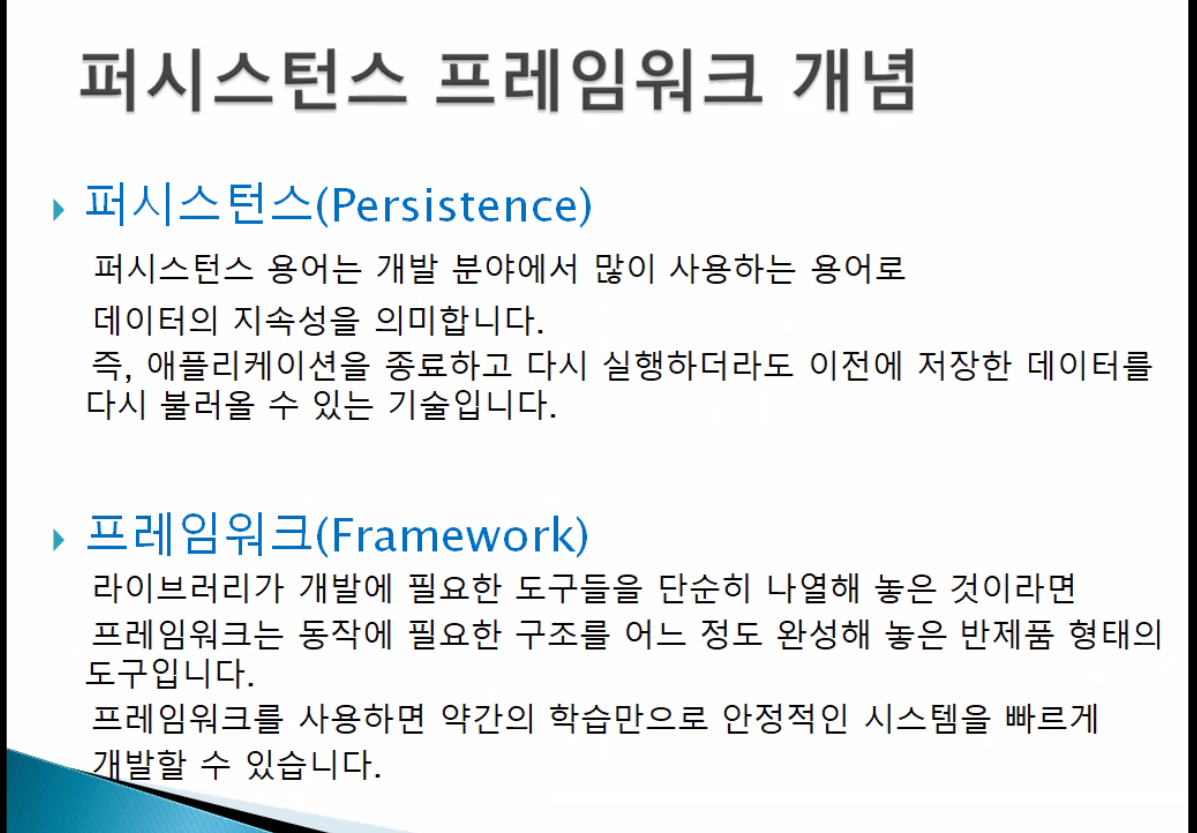 퍼시스턴스 프레임워크 개념
퍼시스턴스(Persistence)
퍼시스턴스 용어는 개발 분야에서 많이 사용하는 용어로
데이터의 지속성을 의미합니다.
즉, 애플리케이션을 종료하고 다시 실행하더라도 이전에 저장한 데이터를
다시 불러올 수 있는 기술입니다.
프레임워크(Framework)
라이브러리가 개발에 필요한 도구들을 단순히 나열해 놓은 것이라면
프레임워크는 동작에 필요한 구조를 어느 정도 완성해 놓은 반제품 형태의
도구입니다.
프레임워크를 사용하면 약간의 학습만으로 안정적인 시스템을 빠르게
개발할 수 있습니다.